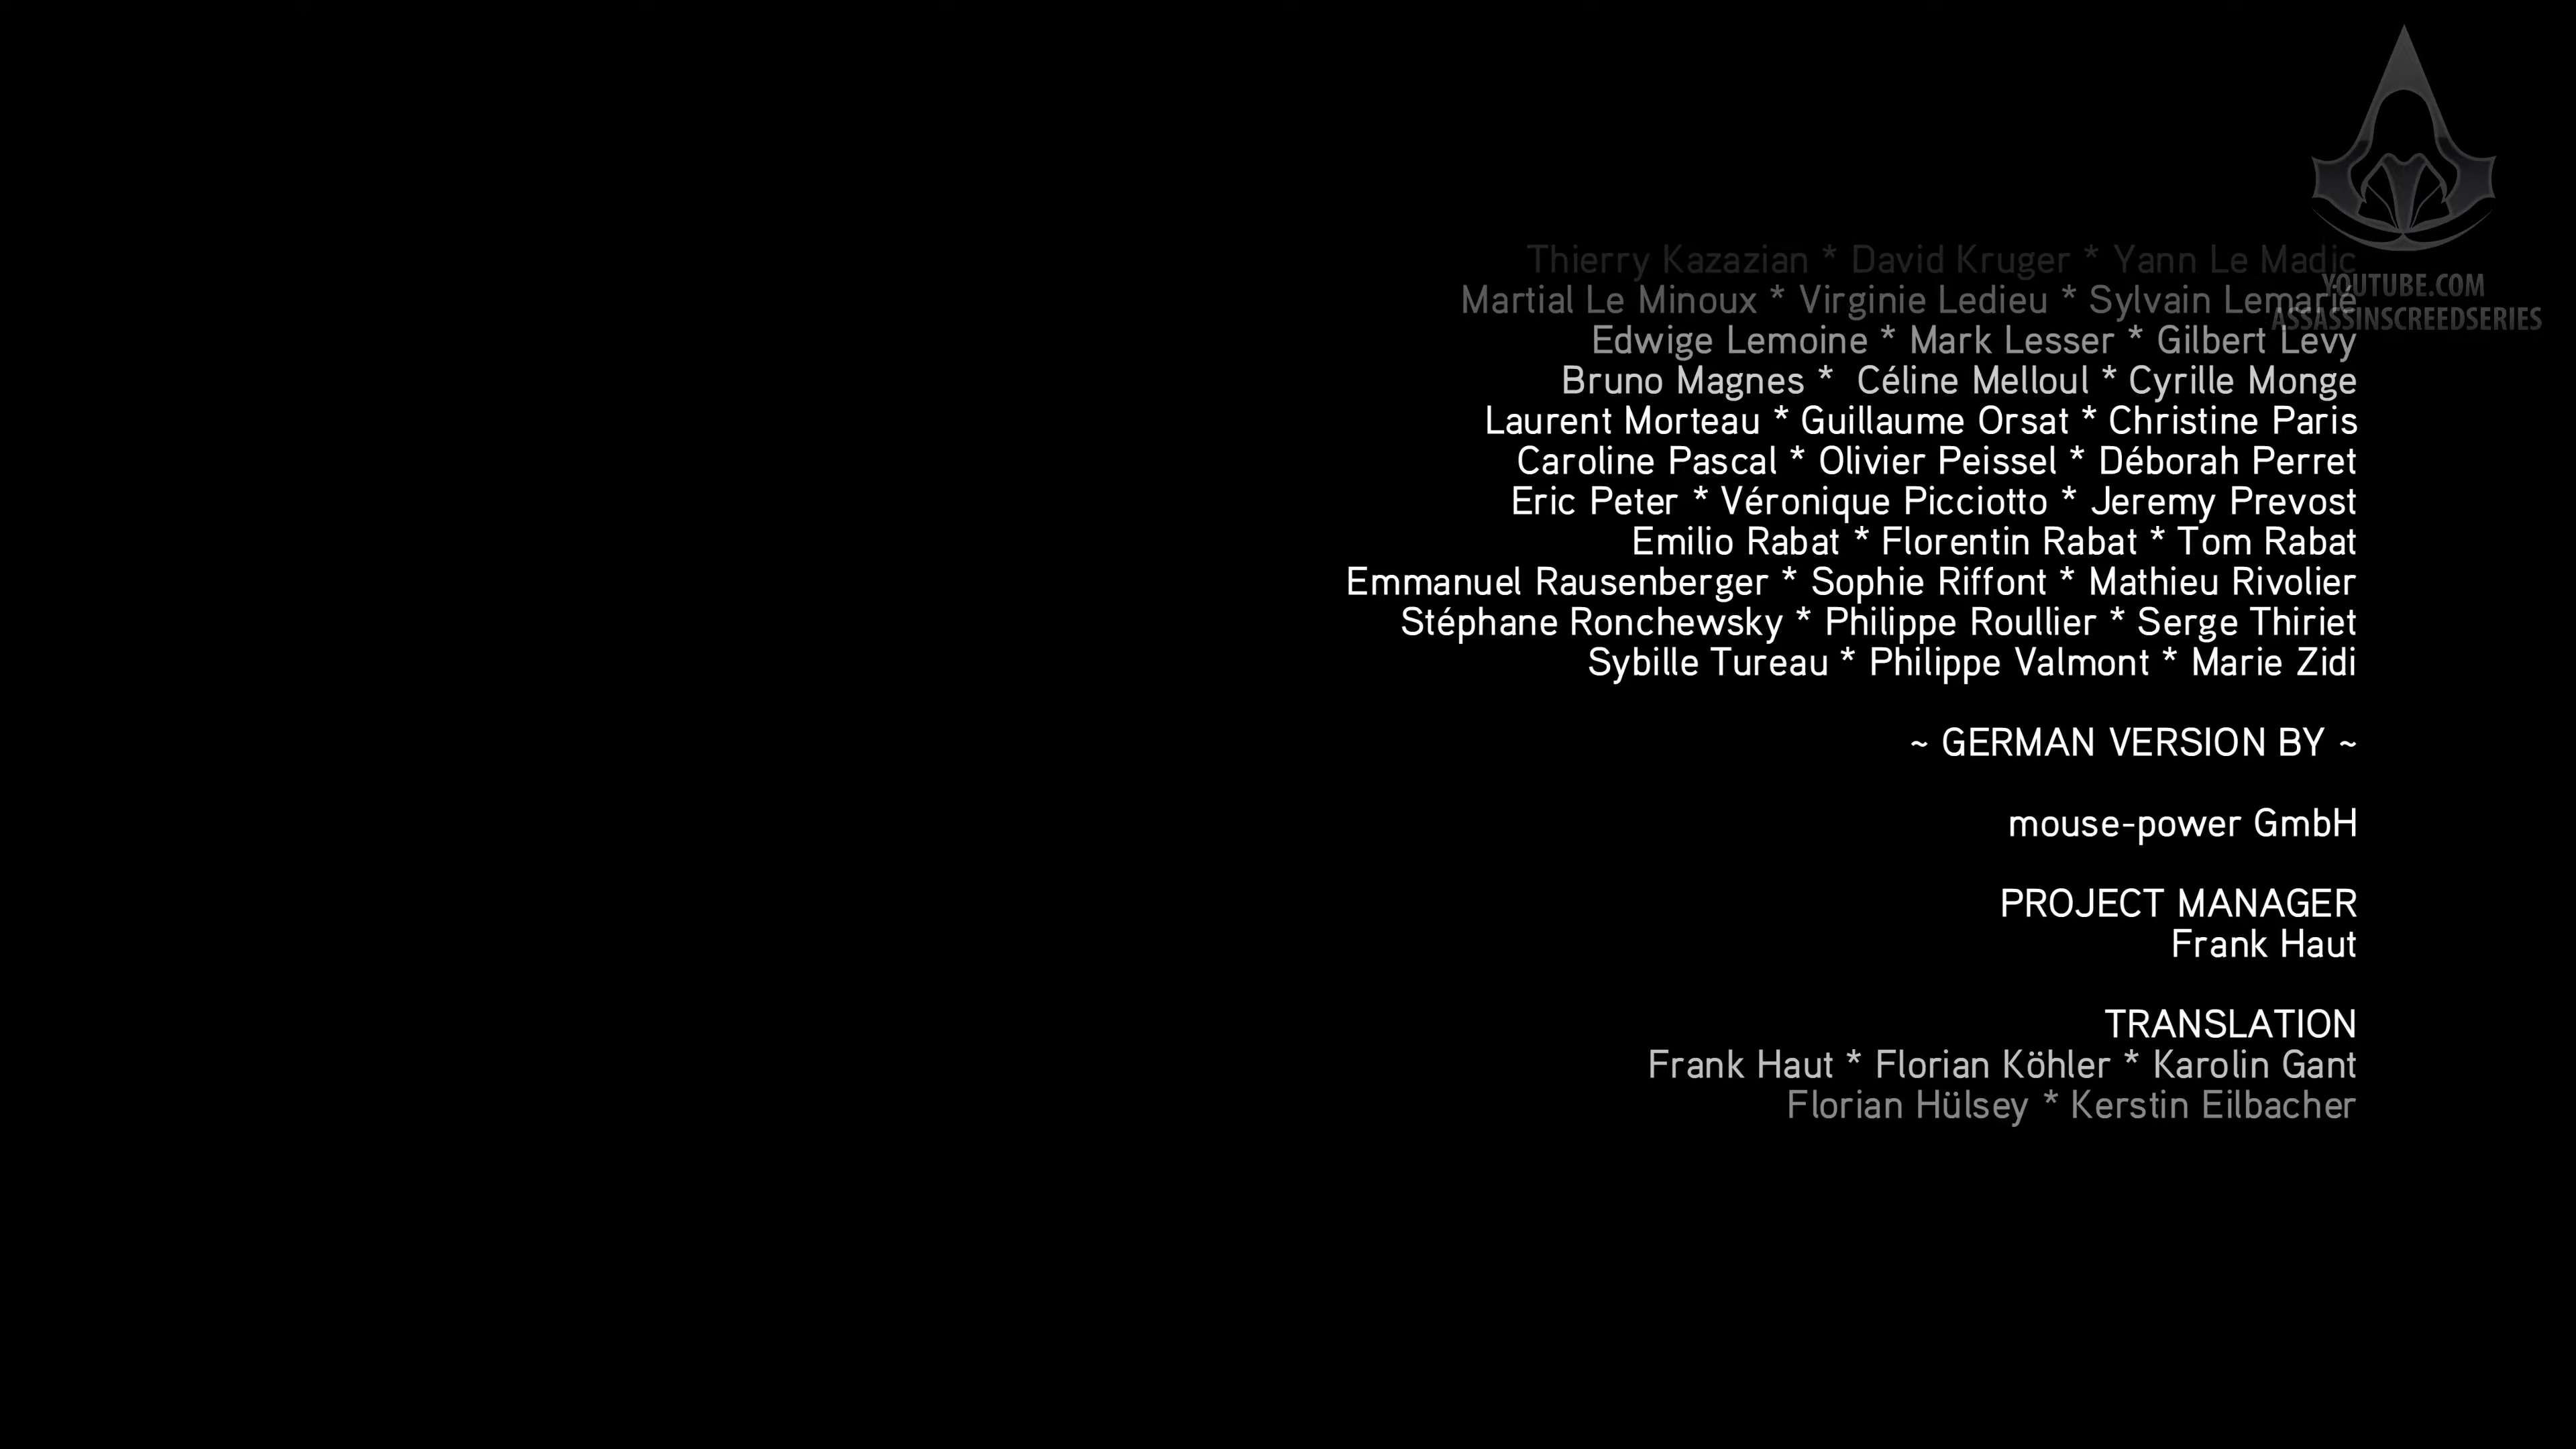 Thierry Kazazian * David Kruger * Yann Le Madic
YOUTUBE.COM
Martial Le Minoux * Virginie Ledieu * Sylvain Lemarié
ASSASSINSCREEDSERIES
Edwige Lemoine * Mark Lesser * Gilbert Levy
Bruno Magnes * Céline Melloul * Cyrille Monge
Laurent Morteau * Guillaume Orsat * Christine Paris
Caroline Pascal * Olivier Peissel * Déborah Perret
Eric Peter * Véronique Picciotto * Jeremy Prevost
Emilio Rabat * Florentin Rabat * Tom Rabat
Emmanuel Rausenberger * Sophie Riffont * Mathieu Rivolier
Stéphane Ronchewsky * Philippe Roullier * Serge Thiriet
Sybille Tureau * Philippe Valmont * Marie Zidi
~ GERMAN VERSION BY ~
mouse-power GmbH
PROJECT MANAGER
Frank Haut
TRANSLATION
Frank Haut * Florian Köhler * Karolin Gant
Florian Hülsey * Kerstin Eilbacher